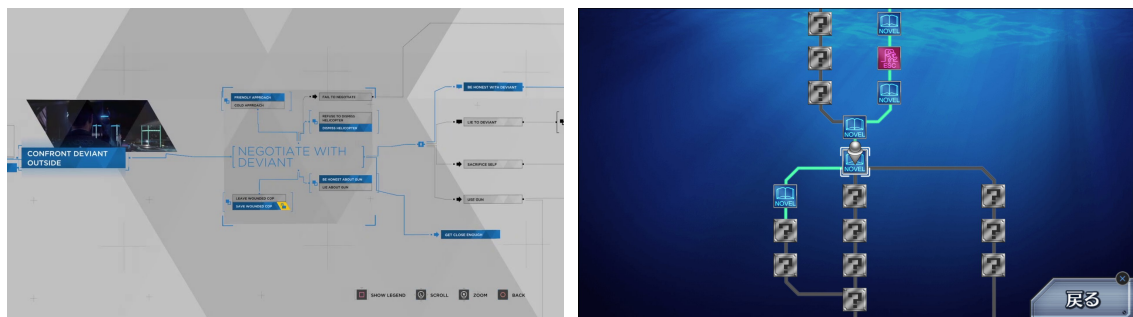 FRIENDLY APPROACH
COLD APPROACH
FAIL TO NEGOTIATE
REFUSE TO DISMISS
HELICOPTER
DISMISS HELICOPTER
CONFRONT DEVIANT
OUTSIDE
NEGOTIATE WITH
DEVIANT
BE HONEST ABOUT GUN
LIE ABOUT GUN
LEAVE WOUNDED COP
SAVE WOUNDED COP
BE HONEST WITH DEVIANT
LIE TO DEVIANT
SACRIFICE SELF
USE GUN
GET CLOSE ENOUGH
SHOW LEGEND
SCROLL
ZOOM
BACK
?
NOVEL
?
ESC
?
NOVEL
NOVEL
NOVEL
NOVEL
?
?
?
?
?
?
?
?
?
戻る